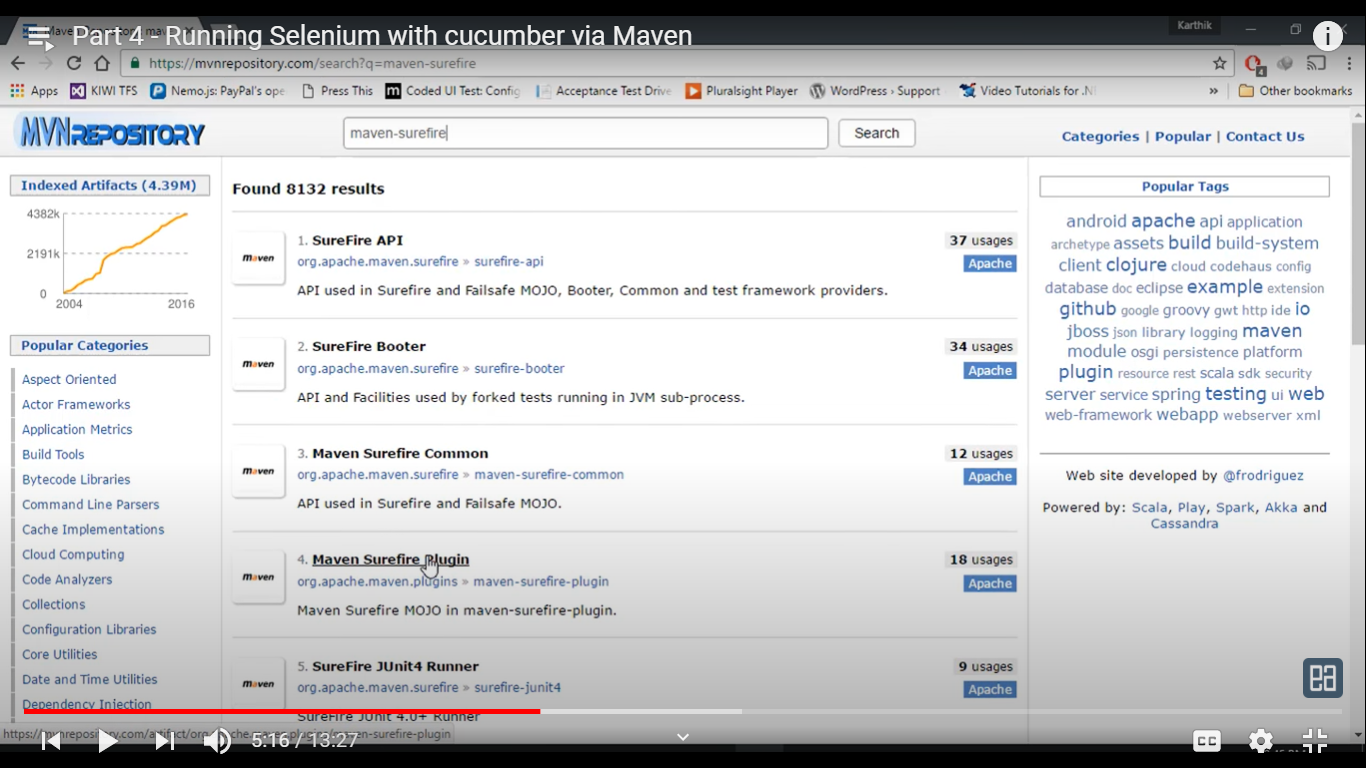 Part 4 - Running Selenium with cucumber via Maven
Karthik
https://mvnrepository.com/search?q=maven-surefire
4
Apps
KIWI TFS
Nemo.js: PayPal's ope
Press This
Coded UI Test: Config
Acceptance Test Drive
Pluralsight Player
WordPress › Support
Video Tutorials for .N
»
Other bookmarks
MVNREPOSITORY
maven-surefire
Search
Categories | Popular | Contact Us
Indexed Artifacts (4.39M)
4382k
2191k
0
2004
2016
Popular Categories
Aspect Oriented
Actor Frameworks
Application Metrics
Build Tools
Bytecode Libraries
Command Line Parsers
Cache Implementations
Cloud Computing
Code Analyzers
Collections
Configuration Libraries
Core Utilities
Date and Time Utilities
Dependency Injection
Found 8132 results
maven
1. SureFire API
37 usages
org.apache.maven.surefire » surefire-api
Apache
API used in Surefire and Failsafe MOJO, Booter, Common and test framework providers.
maven
2. SureFire Booter
34 usages
org.apache.maven.surefire » surefire-booter
Apache
API and Facilities used by forked tests running in JVM sub-process.
maven
3. Maven Surefire Common
12 usages
org.apache.maven.surefire » maven-surefire-common
Apache
API used in Surefire and Failsafe MOJO.
maven
4. Maven Surefire Plugin
18 usages
org.apache.maven.plugins » maven-surefire-plugin
Apache
Maven Surefire MOJO in maven-surefire-plugin.
maven
5. SureFire JUnit4 Runner
9 usages
org.apache.maven.surefire » surefire-junit4
Apache
SureFire JUnit 4.0+ Runner
Popular Tags
android apache api application
archetype assets build build-system
client clojure cloud codehaus config
database doc eclipse example extension
github google groovy gwt http ide io
jboss json library logging maven
module osgi persistence platform
plugin resource rest scala sdk security
server service spring testing ui web
web-framework webapp webserver xml
Web site developed by @frodriguez
Powered by: Scala, Play, Spark, Akka and
Cassandra
5:16 / 13:27
CC